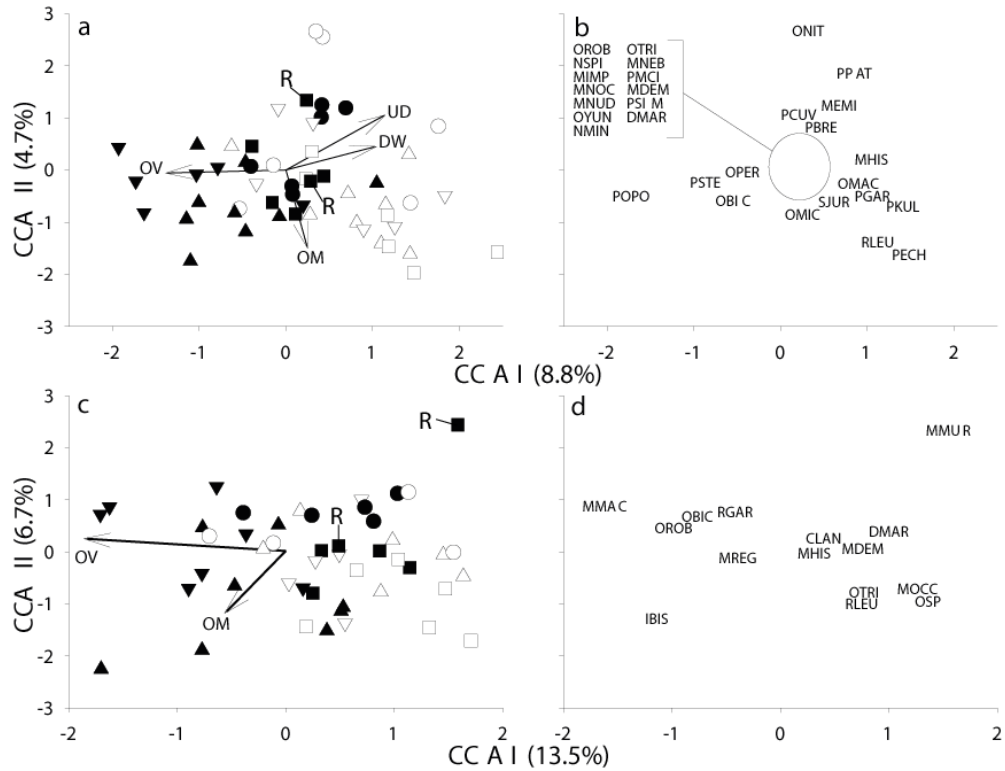 a
3
2
1
0
-1
-2
-3
CCA II (4.7%)
R
UD
DW
OV
R
OM
-2 -1 0 1 2
b
ONIT
OROB OTRI
NSPI MNEB
MIMP PMCI
MNOC MDEM
MNUD PSI M
OYUN DMAR
NMIN
PP AT
MEMI
PCUV
PBRE
MHIS
OPER
PSTE
OMAC
POPO
OBI C
SJUR
PGAR
PKUL
OMIC
RLEU
PECH
-2 -1 0 1 2
CC A I (8.8%)
c
3
2
1
0
-1
-2
-3
CCA II (6.7%)
R
R
OV
OM
-2 -1 0 1 2
d
MMU R
MMA C
RGAR
OBIC
OROB
DMAR
CLAN
MDEM
MHIS
MREG
MOCC
OTRI
OSP
RLEU
IBIS
-2 -1 0 1 2
CC A I (13.5%)